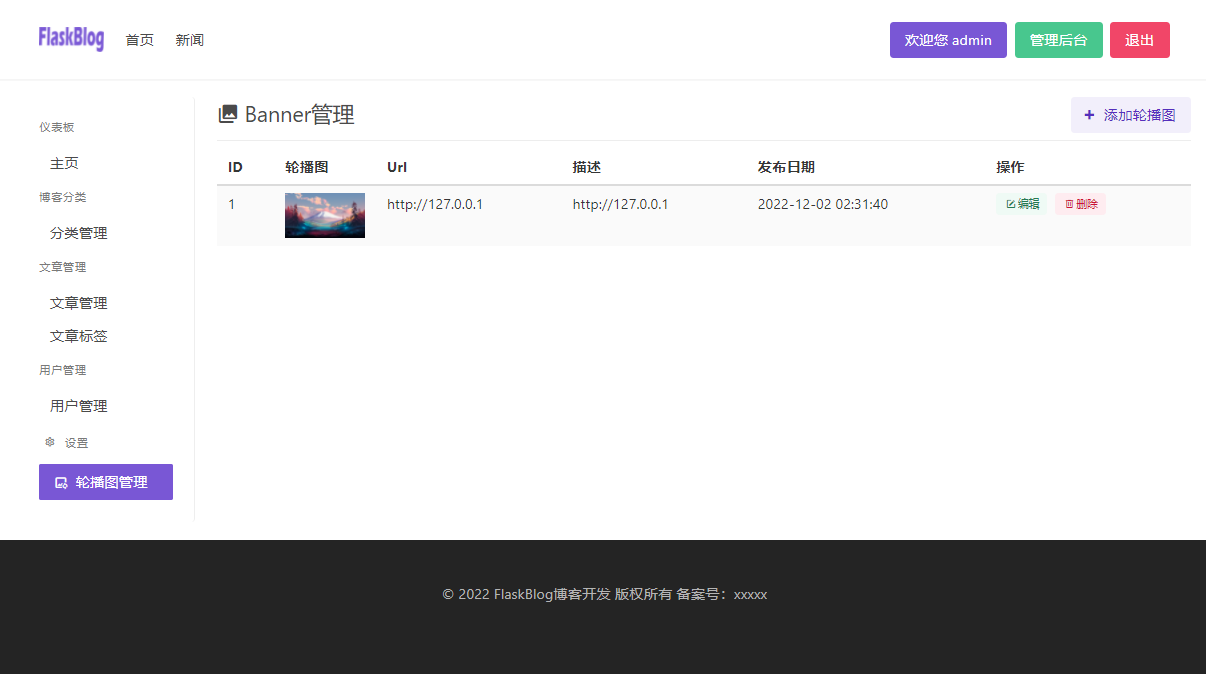 FlaskBlog 首页 新闻 欢迎您 admin 管理后台 退出
仪表板
主页
博客分类
分类管理
文章管理
文章管理
文章标签
用户管理
用户管理
设置
轮播图管理
Banner管理 + 添加轮播图
ID 轮播图 Url 描述 发布日期 操作
1 http://127.0.0.1 http://127.0.0.1 2022-12-02 02:31:40 编辑 删除
© 2022 FlaskBlog博客开发 版权所有 备案号：xxxxx